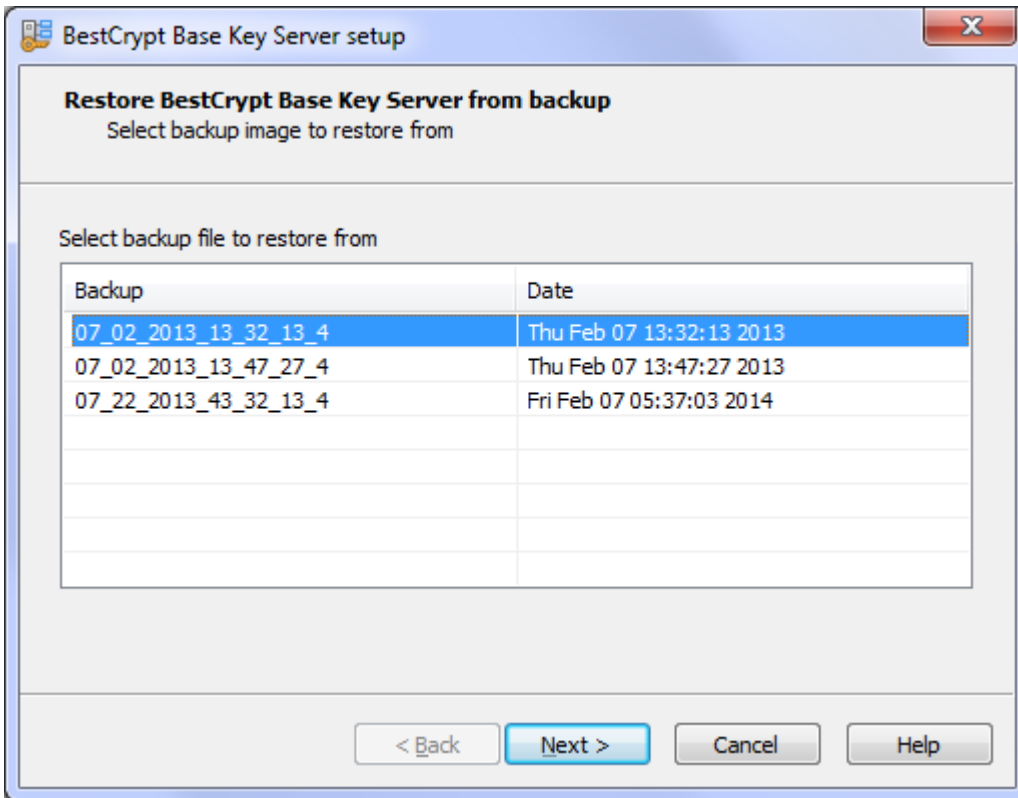 BestCrypt Base Key Server setup
Restore BestCrypt Base Key Server from backup
Select backup image to restore from
Select backup file to restore from
Backup Date
07_02_2013_13_32_13_4 Thu Feb 07 13:32:13 2013
07_02_2013_13_47_27_4 Thu Feb 07 13:47:27 2013
07_22_2013_43_32_13_4 Fri Feb 07 05:37:03 2014
< Back Next > Cancel Help